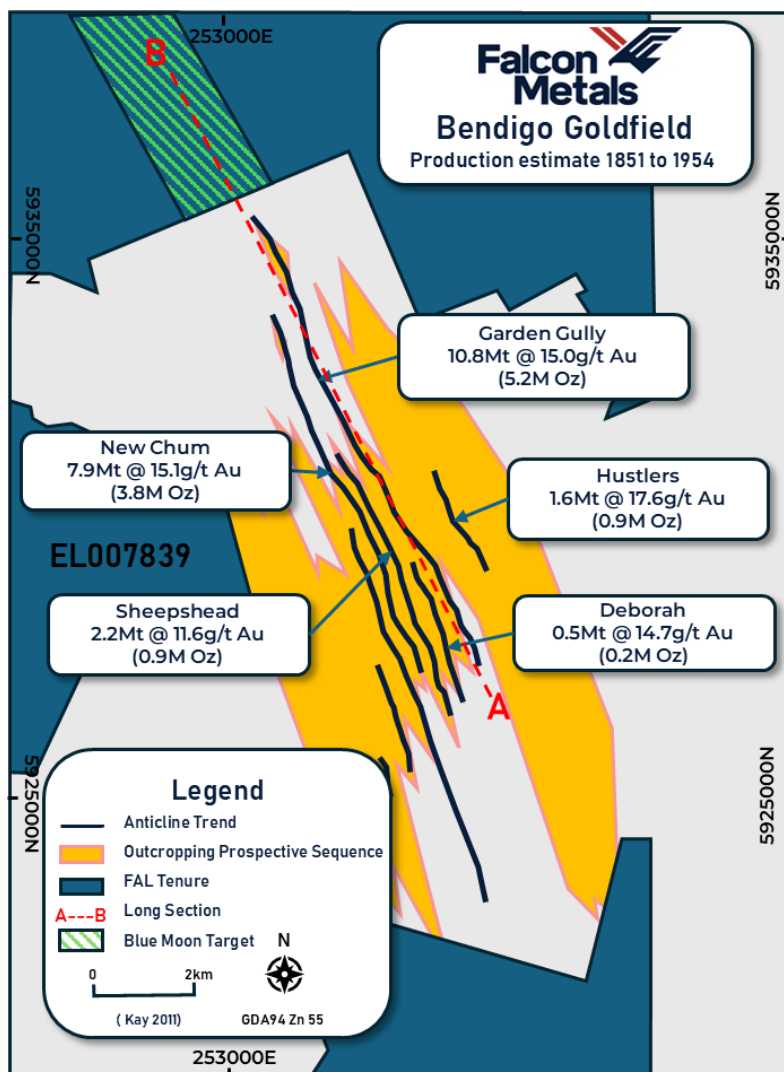 253000E
B
Falcon
Metals
Bendigo Goldfield
Production estimate 1851 to 1954
5935000N
5935000N
Garden Gully
10.8Mt @ 15.0g/t Au
(5.2M Oz)
New Chum
7.9Mt @ 15.1g/t Au
(3.8M Oz)
Hustlers
1.6Mt @ 17.6g/t Au
(0.9M Oz)
EL007839
Sheepshead
2.2Mt @ 11.6g/t Au
(0.9M Oz)
Deborah
0.5Mt @ 14.7g/t Au
(0.2M Oz)
A
5925000N
5925000N
Legend
Anticline Trend
Outcropping Prospective Sequence
FAL Tenure
A---B Long Section
Blue Moon Target
N
0 2km
( Kay 2011) GDA94 Zn 55
253000E